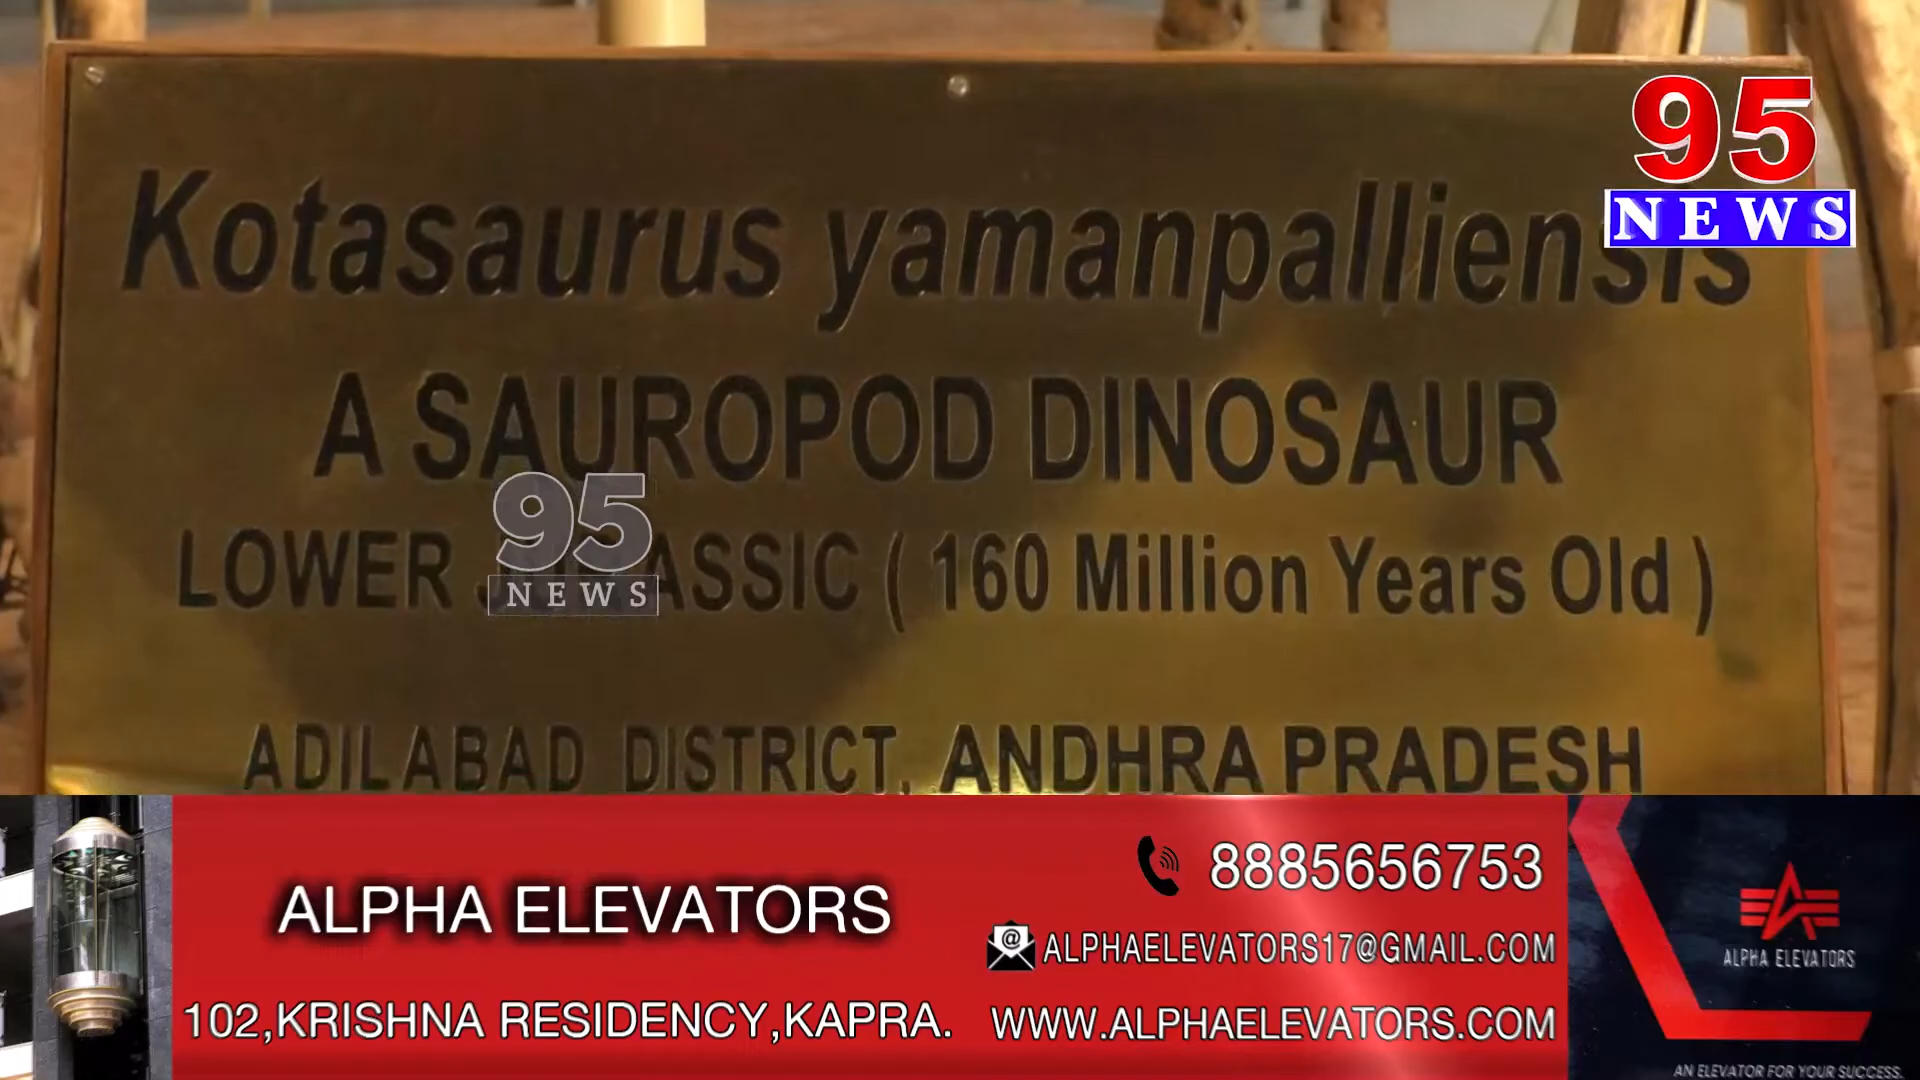 95
NEWS
Kotasaurus yamanpalliensis
A SAUROPOD DINOSAUR
95
NEWS
LOWER JURASSIC ( 160 Million Years Old )
ADILABAD DISTRICT, ANDHRA PRADESH
ALPHA ELEVATORS
102,KRISHNA RESIDENCY,KAPRA.
8885656753
ALPHAELEVATORS17@GMAIL.COM
WWW.ALPHAELEVATORS.COM
ALPHA ELEVATORS
AN ELEVATOR FOR YOUR SUCCESS.